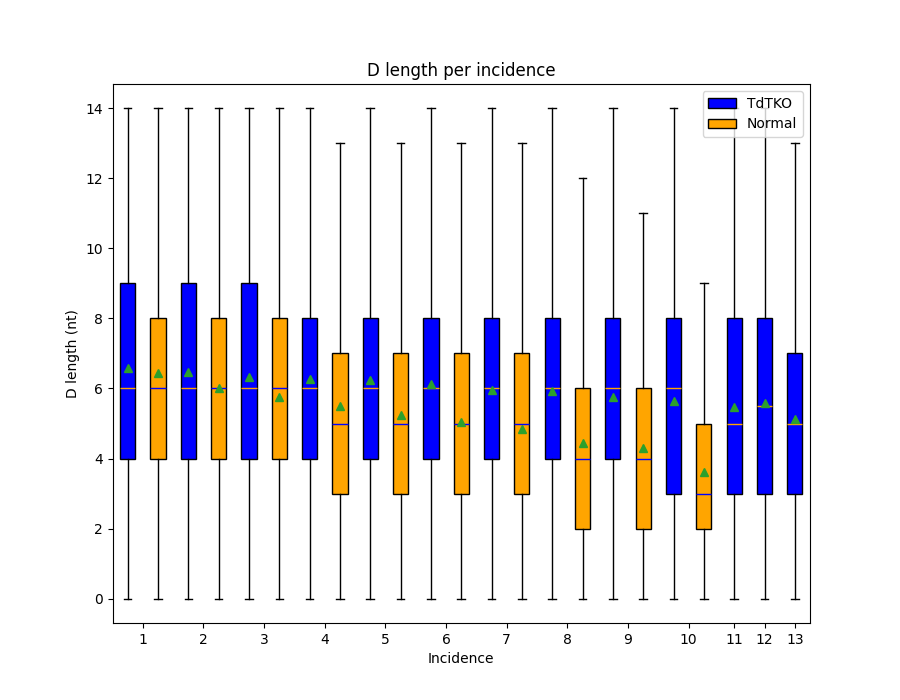 D length per incidence
TdTKO
Normal
D length (nt)
14
12
10
8
6
4
2
0
1 2 3 4 5 6 7 8 9 10 11 12 13
Incidence